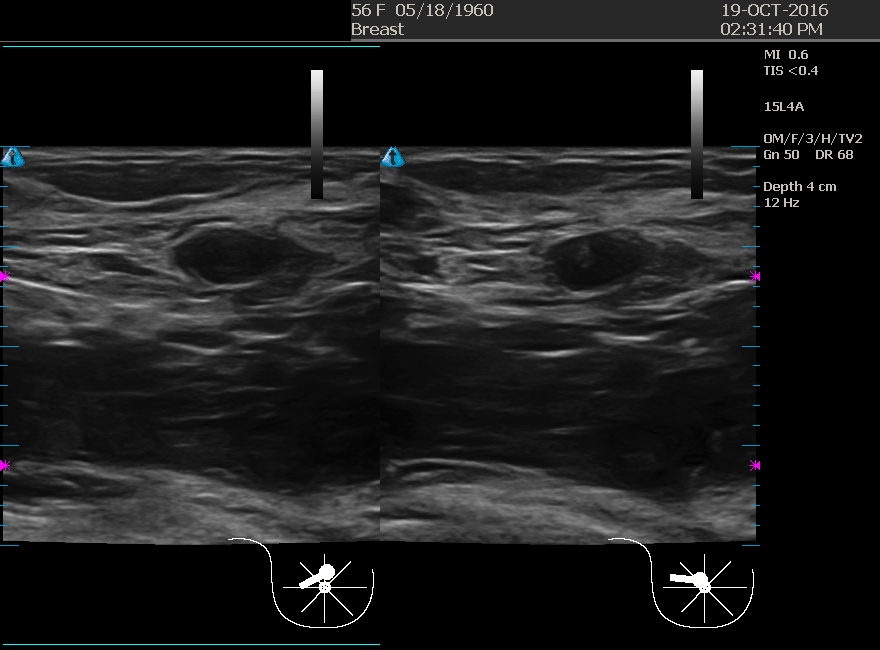 56 F 05/18/1960 19-OCT-2016
Breast 02:31:40 PM
MI 0.6
TIS <0.4
15L4A
OM/F/3/H/TV2
Gn 50 DR 68
Depth 4 cm
12 Hz